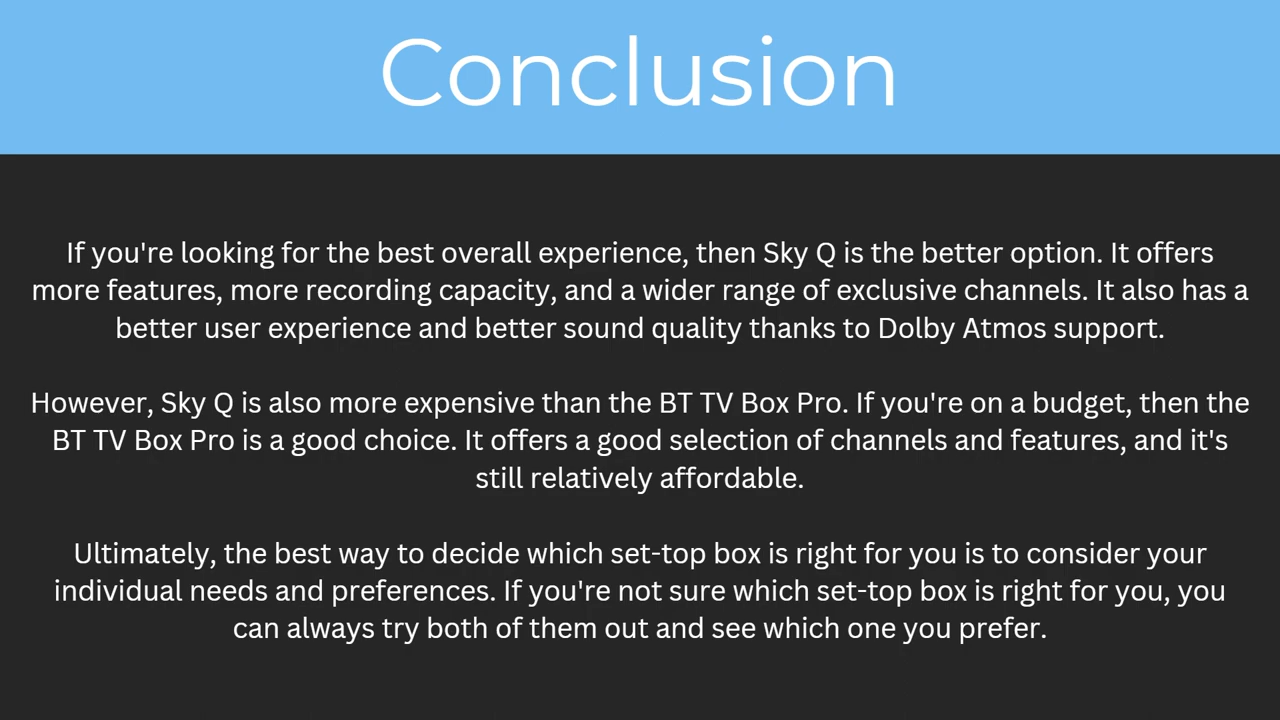 Conclusion
If you're looking for the best overall experience, then Sky Q is the better option. It offers
more features, more recording capacity, and a wider range of exclusive channels. It also has a
better user experience and better sound quality thanks to Dolby Atmos support.
However, Sky Q is also more expensive than the BT TV Box Pro. If you're on a budget, then the
BT TV Box Pro is a good choice. It offers a good selection of channels and features, and it's
still relatively affordable.
Ultimately, the best way to decide which set-top box is right for you is to consider your
individual needs and preferences. If you're not sure which set-top box is right for you, you
can always try both of them out and see which one you prefer.